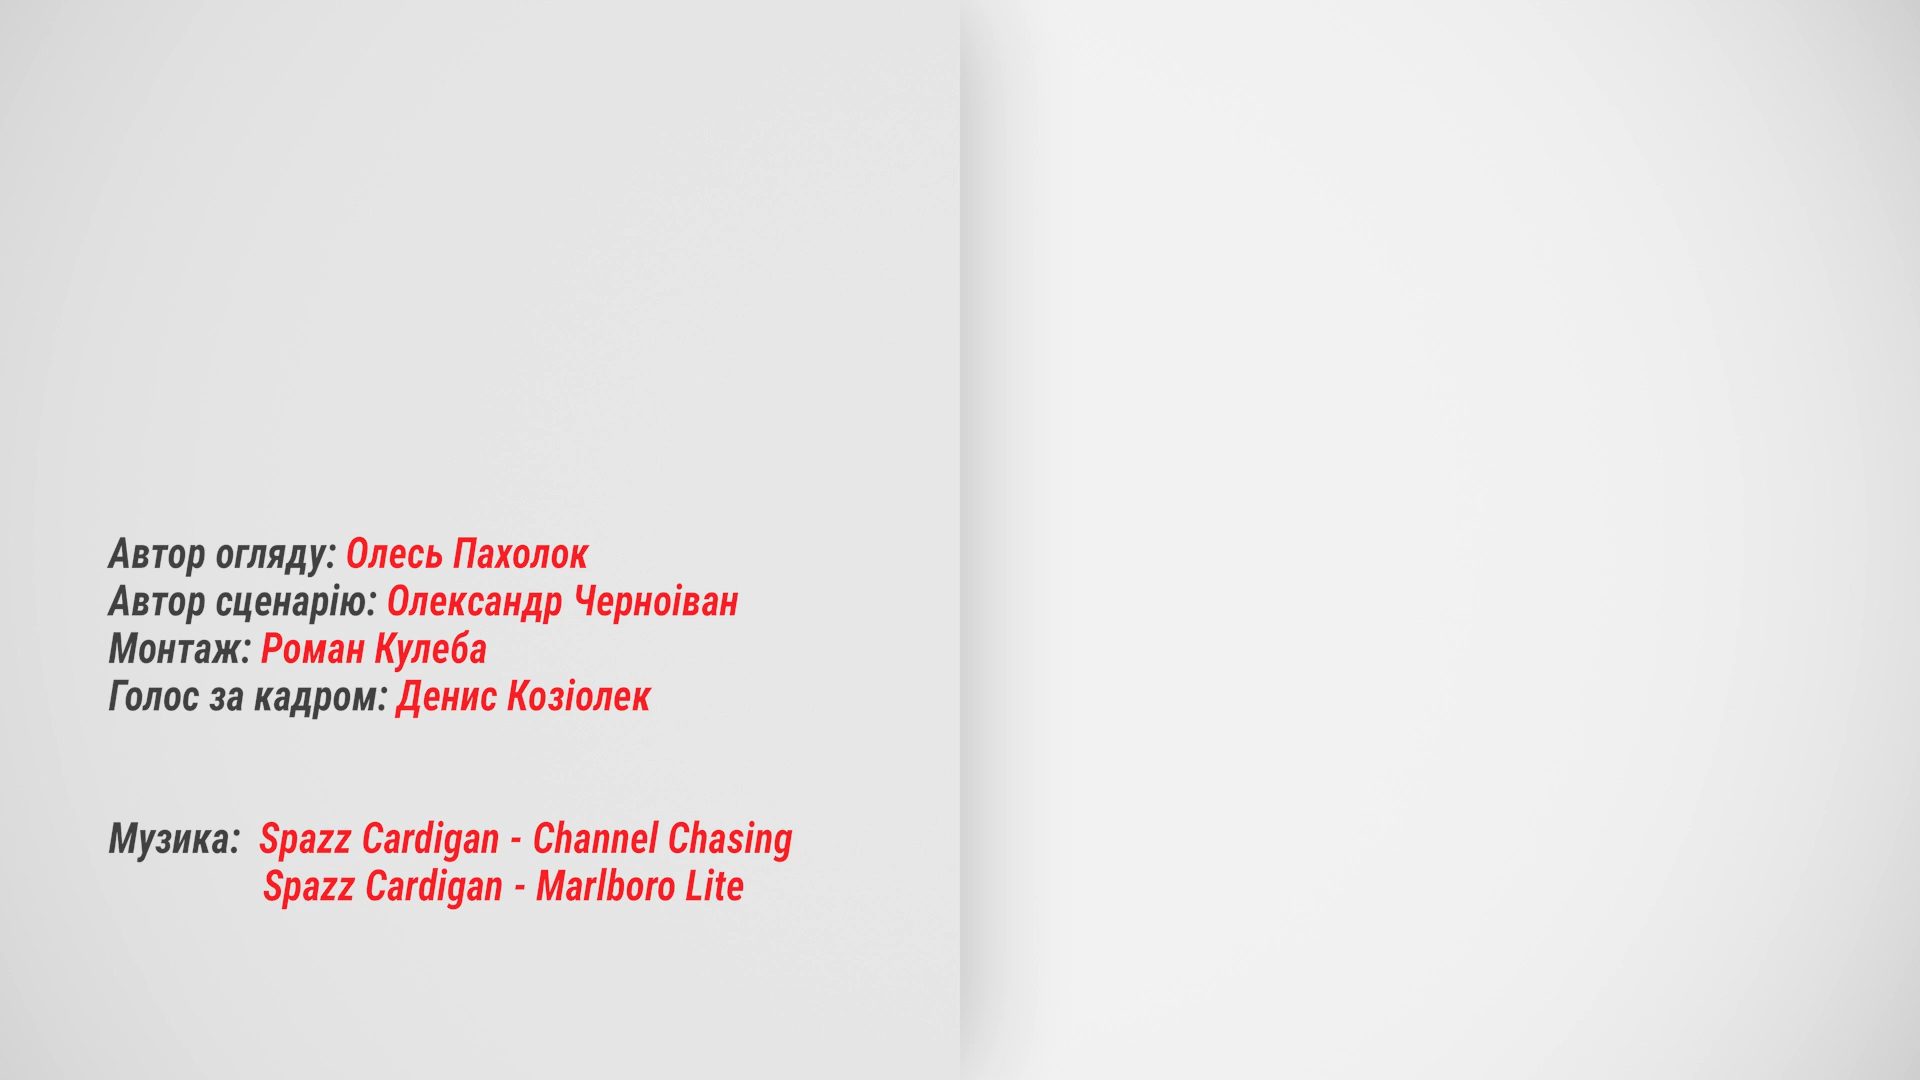 Автор огляду: Олесь Пахолок
Автор сценарію: Олександр Черноіван
Монтаж: Роман Кулеба
Голос за кадром: Денис Козіолек
Музика: Spazz Cardigan - Channel Chasing
Spazz Cardigan - Marlboro Lite